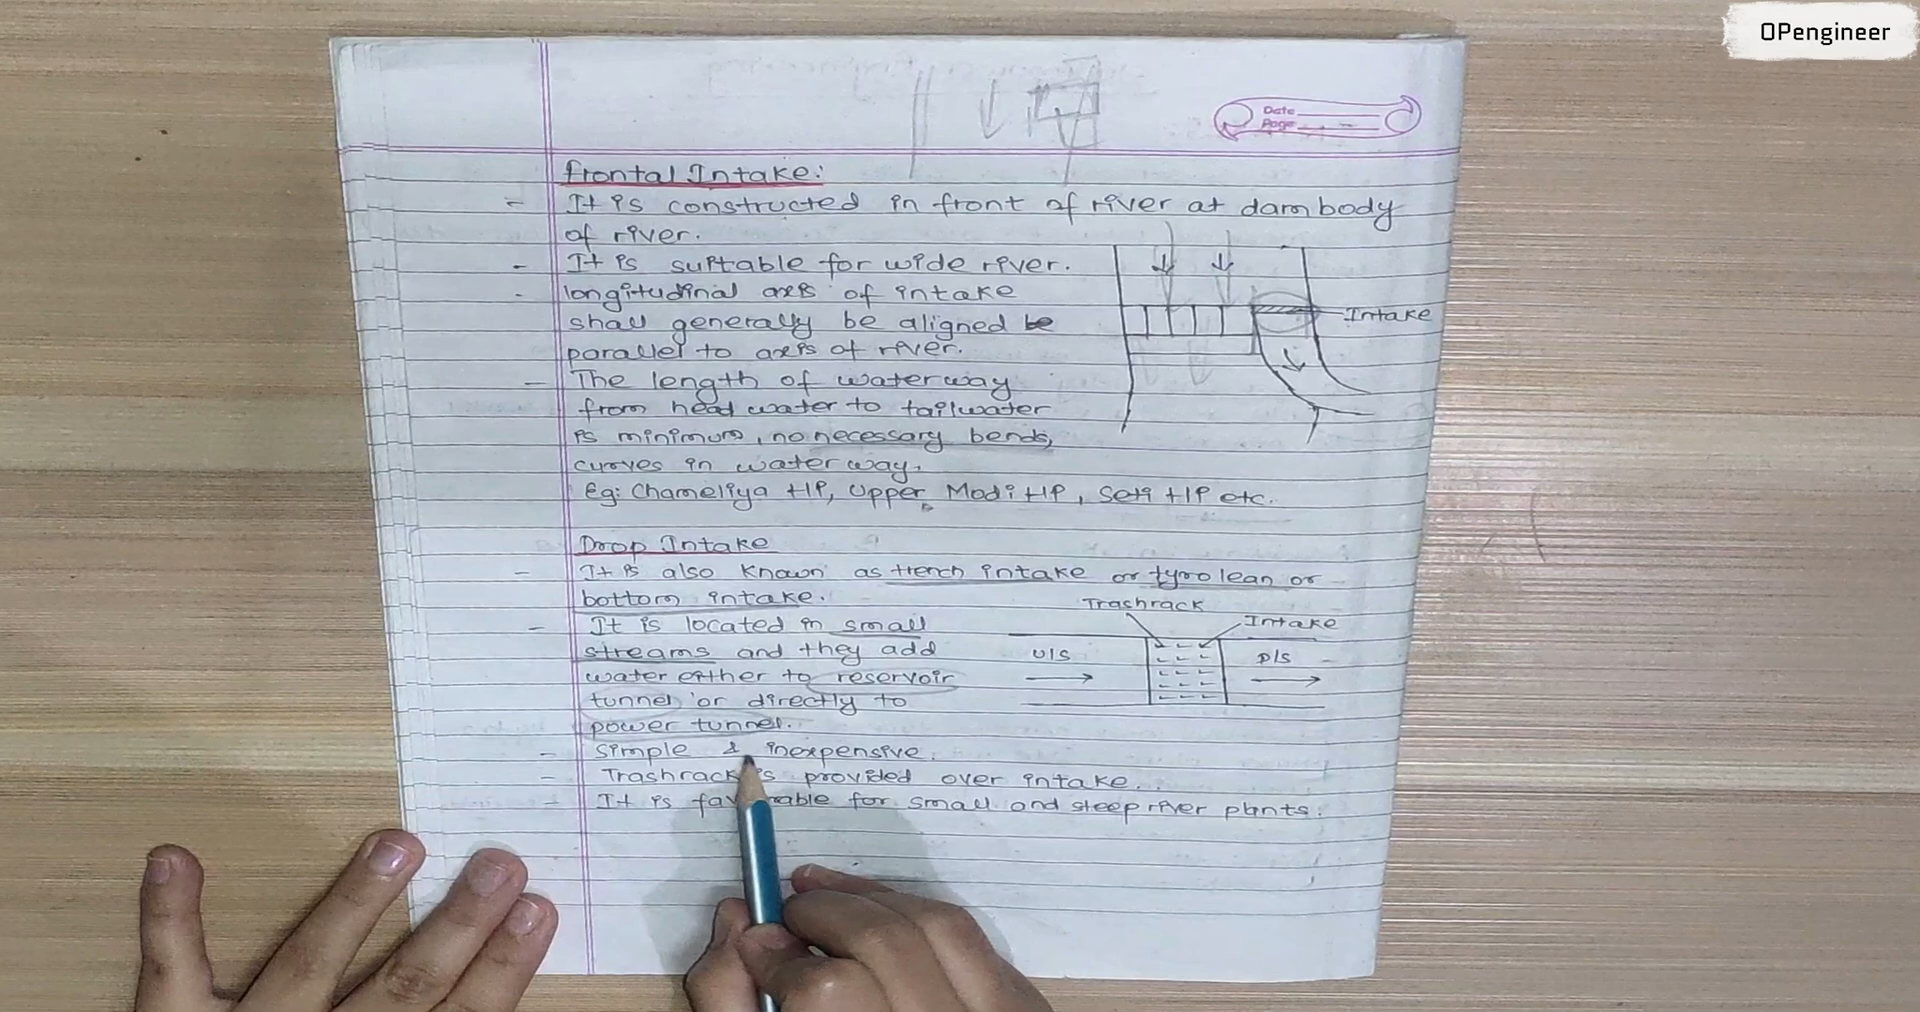 OPengineer
Date
Page
frontal Intake:
- It is constructed in front of river at dam body
of river.
- It is suitable for wide river.
- longitudinal axis of intake
shall generally be aligned be
parallel to axis of river.
Intake
- The length of waterway
from head water to tailwater
is minimum, no necessary bends,
curves in water way.
Eg: Chameliya HP, Upper Modi HP, Seti HP etc.
Drop Intake
- It is also known as trench intake or tyrolean or
bottom intake.
Trashrack
Intake
- It is located in small
streams and they add
water either to reservoir
tunnel or directly to
power tunnel.
U/S
D/S
- Simple & inexpensive.
- Trashrack is provided over intake..
- It is favourable for small and steep river plants.